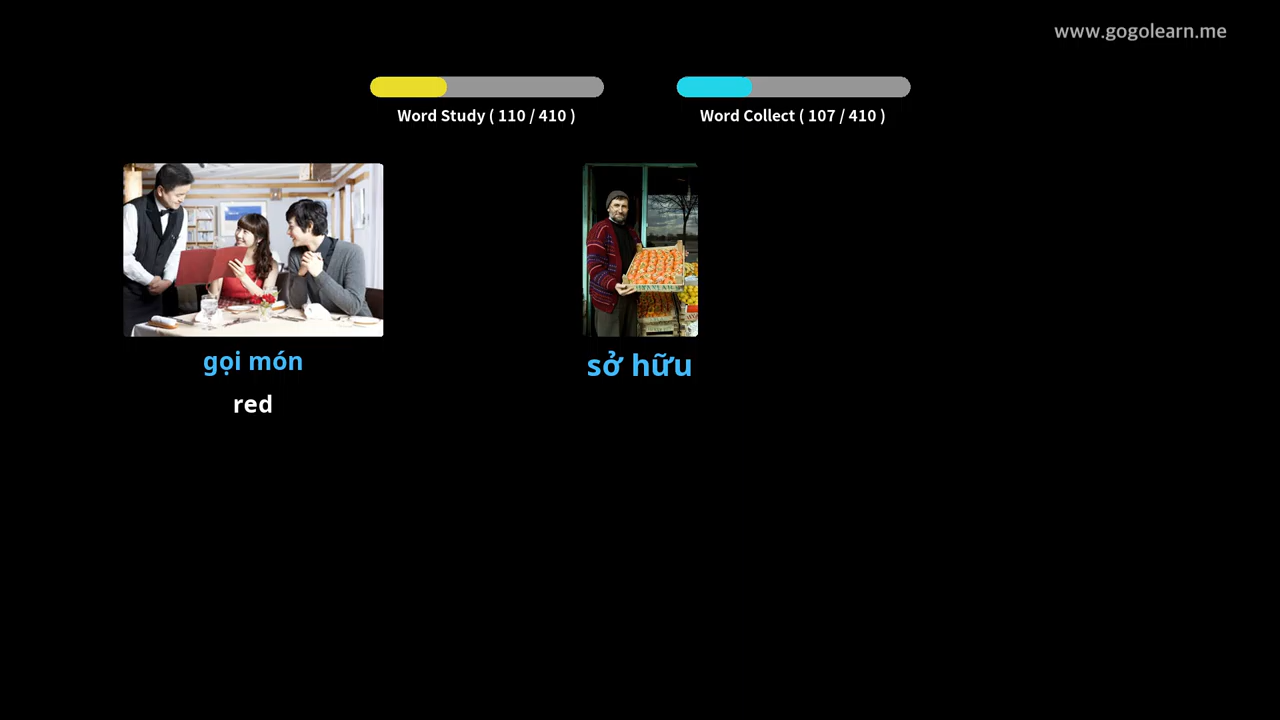 www.gogolearn.me
Word Study ( 110 / 410 )
Word Collect ( 107 / 410 )
gọi món
red
sở hữu